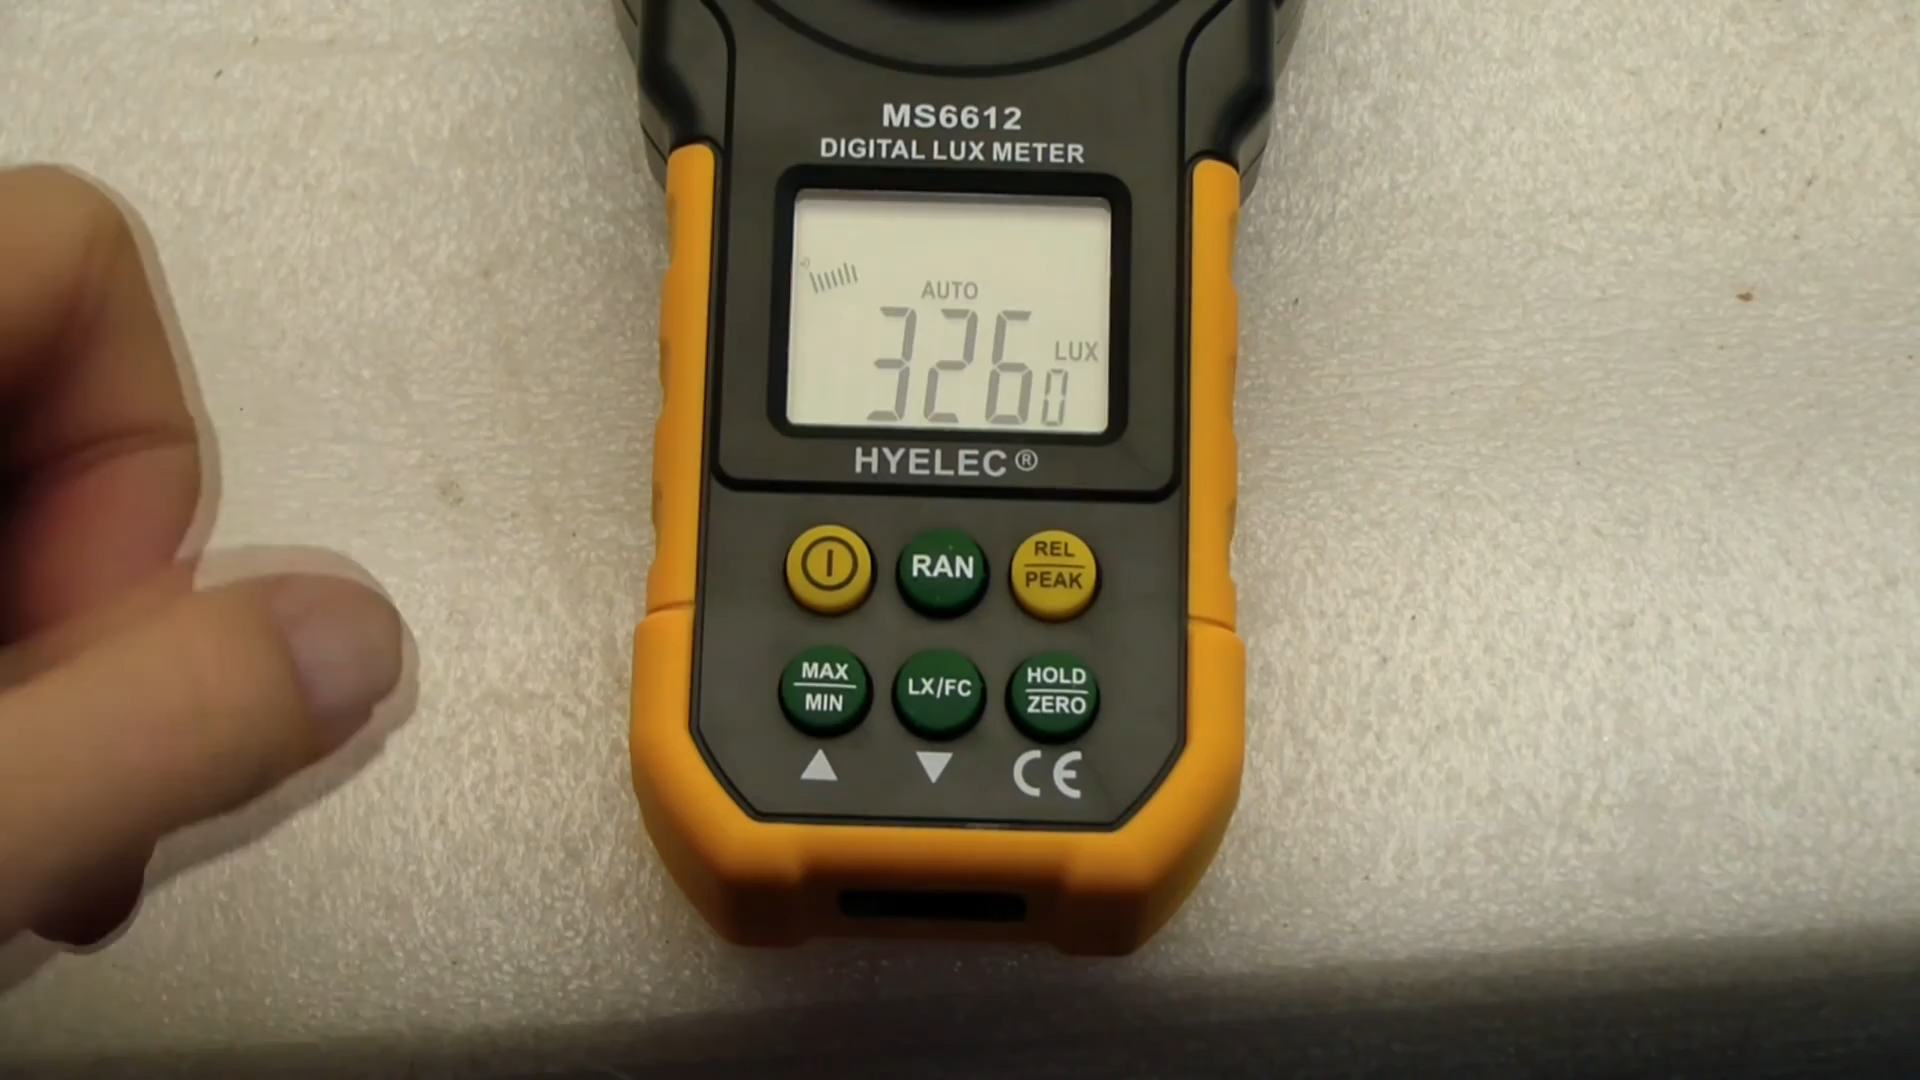 MS6612
DIGITAL LUX METER
AUTO
3260
LUX
HYELEC®
RAN
REL
PEAK
MAX
MIN
LX/FC
HOLD
ZERO
CE